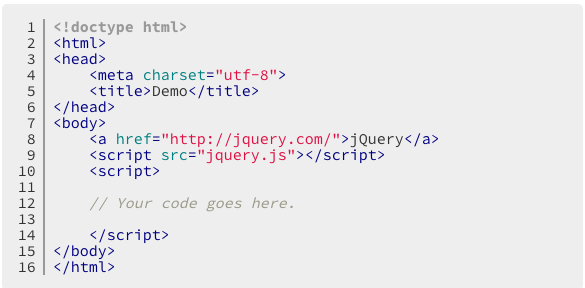 1 <!doctype html>
2 <html>
3 <head>
4     <meta charset="utf-8">
5     <title>Demo</title>
6 </head>
7 <body>
8     <a href="http://jquery.com/">jQuery</a>
9     <script src="jquery.js"></script>
10     <script>
11
12     // Your code goes here.
13
14     </script>
15 </body>
16 </html>